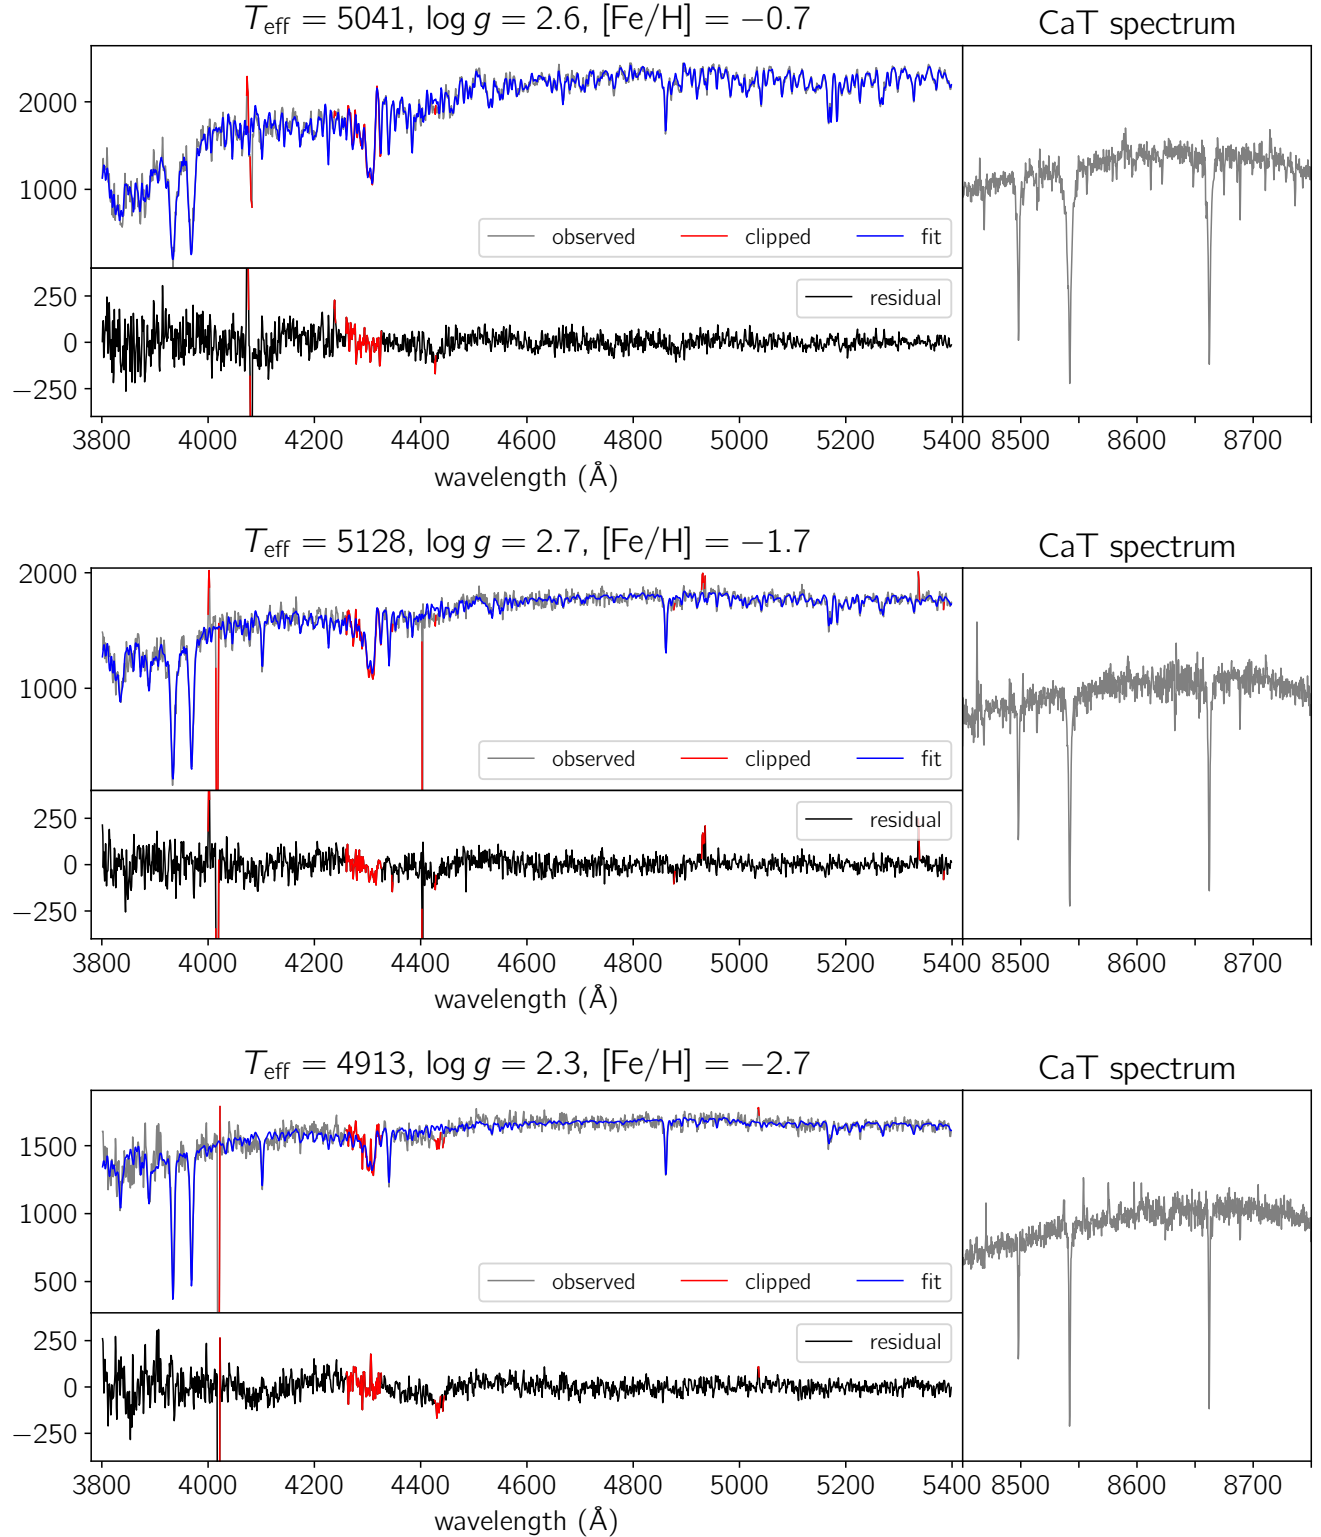 T_eff = 5041, log g = 2.6, [Fe/H] = −0.7
CaT spectrum
2000
1000
observed
clipped
fit
250
0
−250
residual
3800 4000 4200 4400 4600 4800 5000 5200 5400 8500 8600 8700
wavelength (Å)
T_eff = 5128, log g = 2.7, [Fe/H] = −1.7
CaT spectrum
2000
1000
observed
clipped
fit
250
0
−250
residual
3800 4000 4200 4400 4600 4800 5000 5200 5400 8500 8600 8700
wavelength (Å)
T_eff = 4913, log g = 2.3, [Fe/H] = −2.7
CaT spectrum
1500
1000
500
observed
clipped
fit
250
0
−250
residual
3800 4000 4200 4400 4600 4800 5000 5200 5400 8500 8600 8700
wavelength (Å)